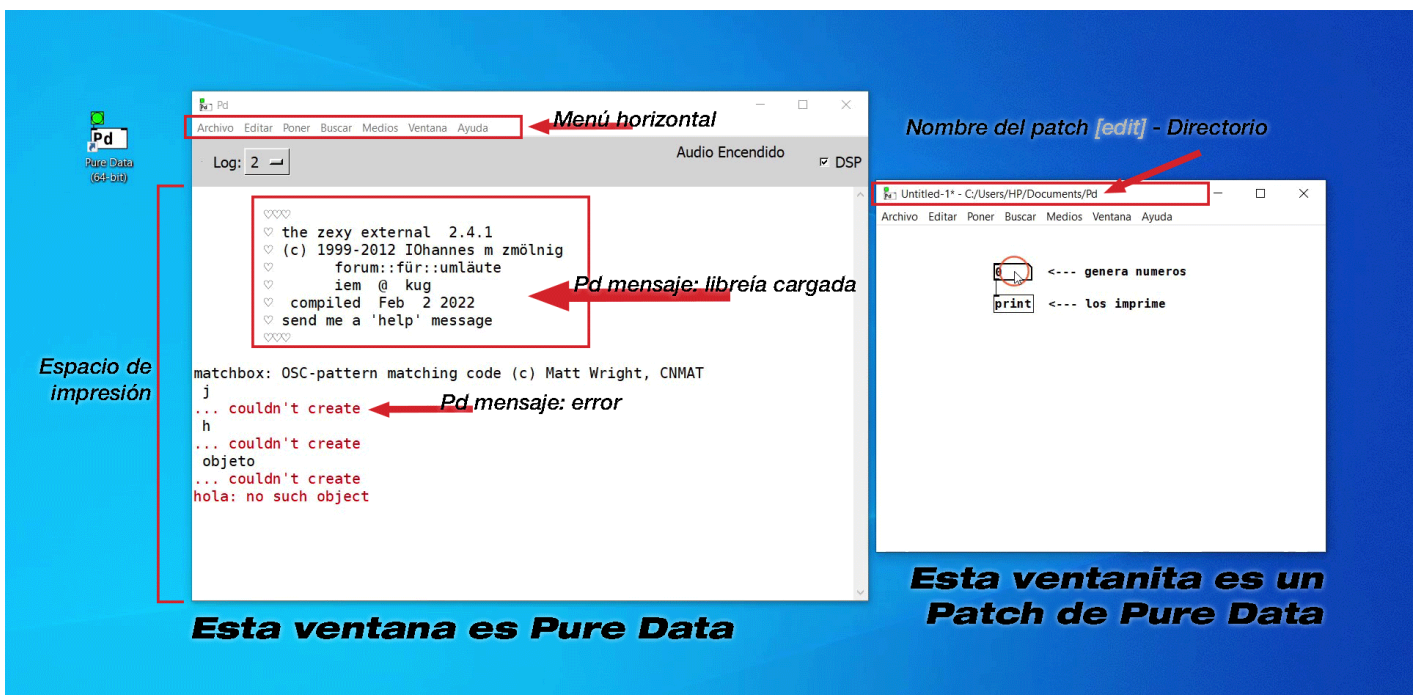 Pd
Pure Data
(64-bit)
Pd
Archivo Editar Poner Buscar Medios Ventana Ayuda
Menú horizontal
Log: 2
Audio Encendido
DSP
♡♡♡
♡ the zexy external 2.4.1
♡ (c) 1999-2012 IOhannes m zmölnig
♡ forum::für::umläute
♡ iem @ kug
♡ compiled Feb 2 2022
♡ send me a 'help' message
♡♡♡
Pd mensaje: libreía cargada
Espacio de
impresión
matchbox: OSC-pattern matching code (c) Matt Wright, CNMAT
j
... couldn't create
Pd mensaje: error
h
... couldn't create
objeto
... couldn't create
hola: no such object
Esta ventana es Pure Data
Nombre del patch [edit] - Directorio
Untitled-1* - C:/Users/HP/Documents/Pd
Archivo Editar Poner Buscar Medios Ventana Ayuda
0 <--- genera numeros
print <--- los imprime
Esta ventanita es un
Patch de Pure Data